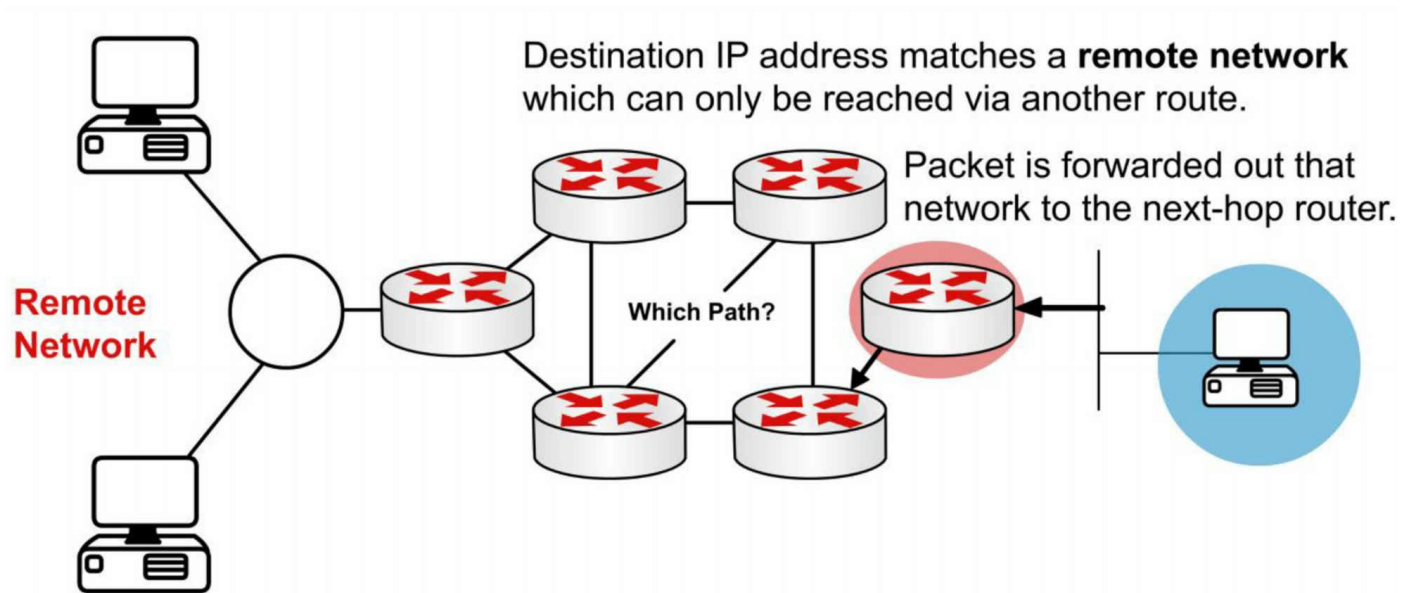 Destination IP address matches a remote network
which can only be reached via another route.
Packet is forwarded out that
network to the next-hop router.
Remote
Network
Which Path?